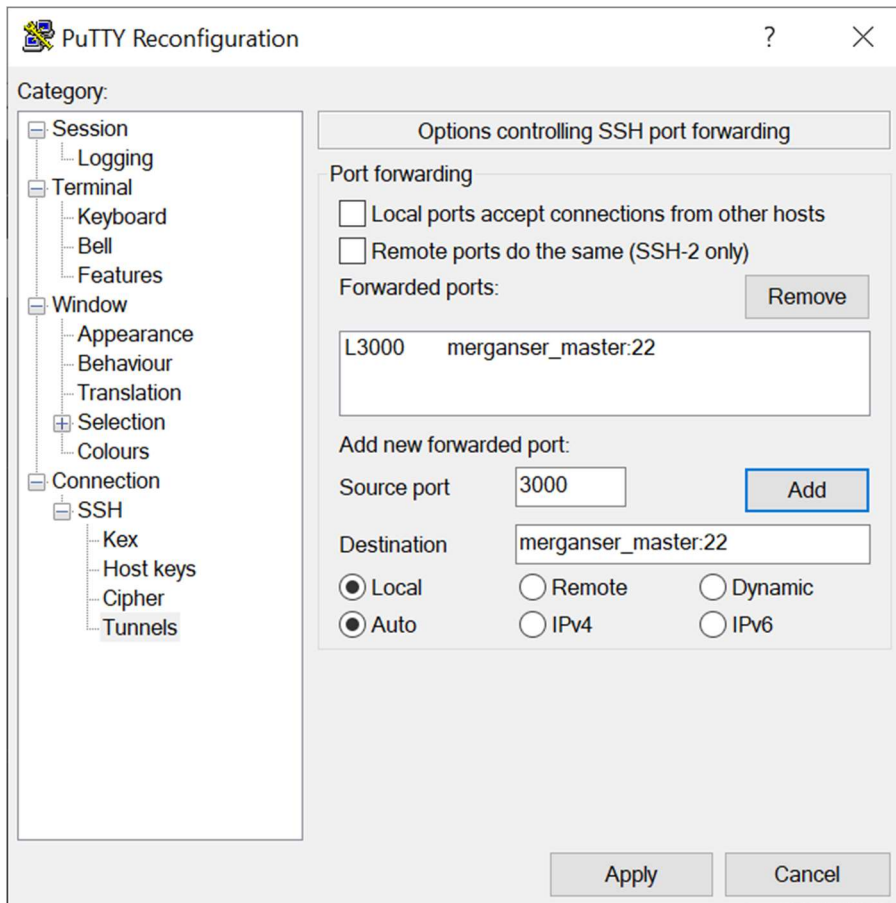 PuTTY Reconfiguration
?
Category:
Session
Logging
Terminal
Keyboard
Bell
Features
Window
Appearance
Behaviour
Translation
Selection
Colours
Connection
SSH
Kex
Host keys
Cipher
Tunnels
Options controlling SSH port forwarding
Port forwarding
Local ports accept connections from other hosts
Remote ports do the same (SSH-2 only)
Forwarded ports:
Remove
L3000 merganser_master:22
Add new forwarded port:
Source port 3000 Add
Destination merganser_master:22
Local Remote Dynamic
Auto IPv4 IPv6
Apply Cancel